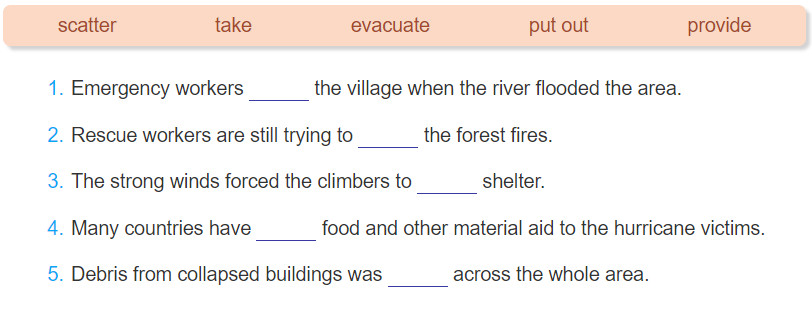 scatter take evacuate put out provide
1. Emergency workers ______ the village when the river flooded the area.
2. Rescue workers are still trying to ______ the forest fires.
3. The strong winds forced the climbers to ______ shelter.
4. Many countries have ______ food and other material aid to the hurricane victims.
5. Debris from collapsed buildings was ______ across the whole area.